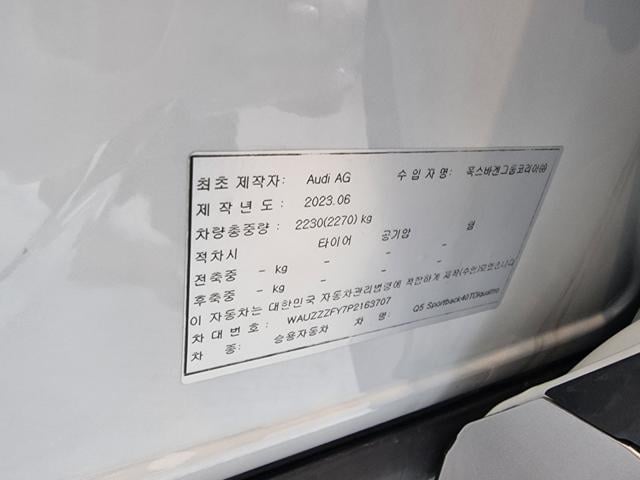 최초 제작자: Audi AG 수 입 자 명: 폭스바겐그룹코리아㈜
제 작 년 도 : 2023.06
차량총중량: 2230(2270) kg
적차시 타이어 공기압 림
전축중 - kg - - -
후축중 - kg - - -
이 자동차는 대한민국 자동차관리법령에 적합하게 제작(수입)되었습니다
차 대 번 호 : WAUZZZFY7P2163707
차 종: 승용자동차 차 명: Q5 Sportback40TDIquattro